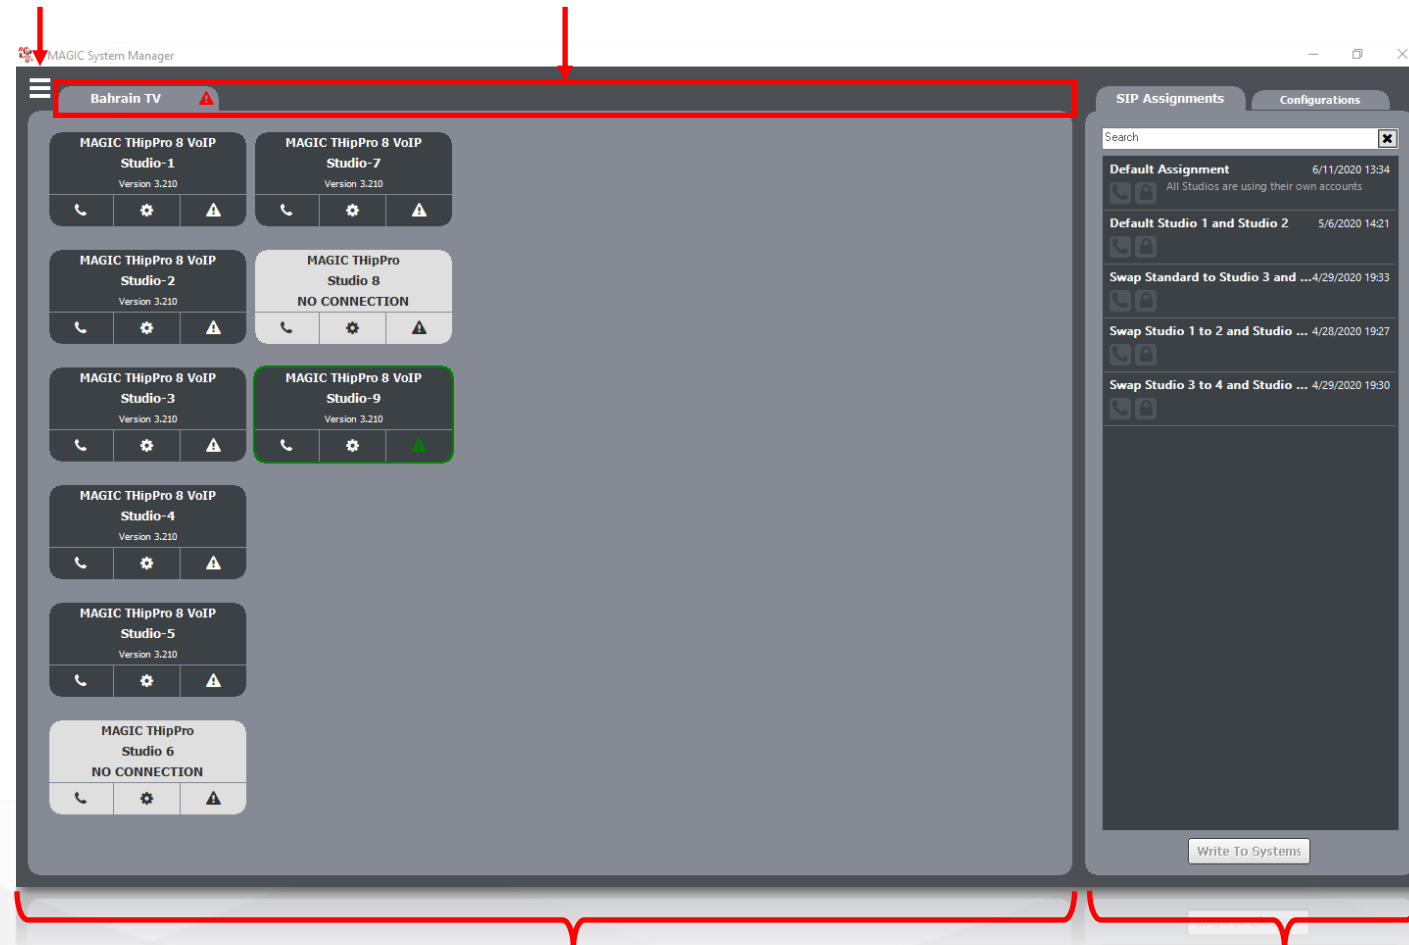 MAGIC System Manager
Bahrain TV
MAGIC THipPro 8 VoIP
Studio-1
Version 3.210
MAGIC THipPro 8 VoIP
Studio-7
Version 3.210
MAGIC THipPro 8 VoIP
Studio-2
Version 3.210
MAGIC THipPro
Studio 8
NO CONNECTION
MAGIC THipPro 8 VoIP
Studio-3
Version 3.210
MAGIC THipPro 8 VoIP
Studio-9
Version 3.210
MAGIC THipPro 8 VoIP
Studio-4
Version 3.210
MAGIC THipPro 8 VoIP
Studio-5
Version 3.210
MAGIC THipPro
Studio 6
NO CONNECTION
SIP Assignments
Configurations
Search
Default Assignment 6/11/2020 13:34
All Studios are using their own accounts
Default Studio 1 and Studio 2 5/6/2020 14:21
Swap Standard to Studio 3 and ... 4/29/2020 19:33
Swap Studio 1 to 2 and Studio ... 4/28/2020 19:27
Swap Studio 3 to 4 and Studio ... 4/29/2020 19:30
Write To Systems